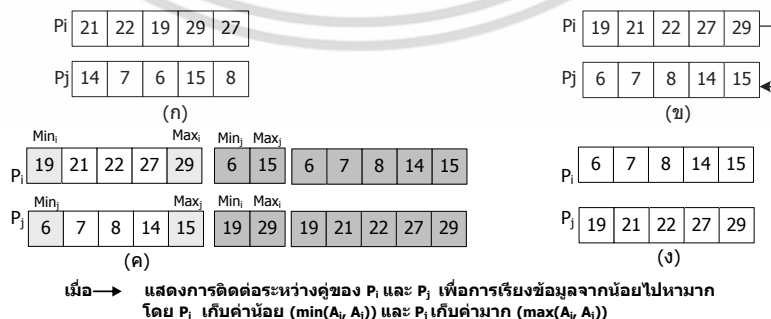 Pi 21 22 19 29 27
Pj 14 7 6 15 8
(ก)
Pi 19 21 22 27 29
Pj 6 7 8 14 15
(ข)
Minᵢ Maxᵢ Minⱼ Maxⱼ
Pᵢ 19 21 22 27 29 6 15 6 7 8 14 15
Minⱼ Maxⱼ Minᵢ Maxᵢ
Pⱼ 6 7 8 14 15 19 29 19 21 22 27 29
(ค)
Pᵢ 6 7 8 14 15
Pⱼ 19 21 22 27 29
(ง)
เมื่อ→ แสดงการติดต่อระหว่างคู่ของ Pᵢ และ Pⱼ เพื่อการเรียงข้อมูลจากน้อยไปหามาก
โดย Pᵢ เก็บค่าน้อย (min(Aᵢ, Aⱼ)) และ Pⱼ เก็บค่ามาก (max(Aᵢ, Aⱼ))